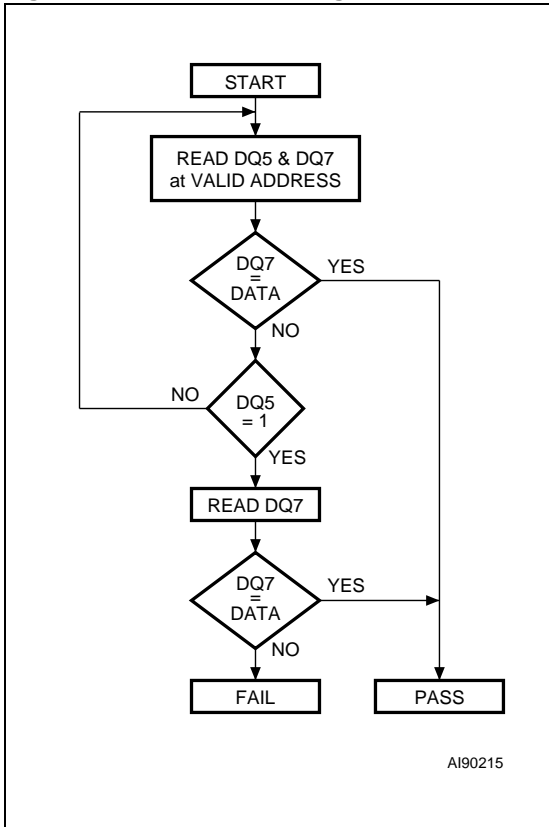 START
READ DQ5 & DQ7
at VALID ADDRESS
DQ7
=
DATA
YES
NO
NO
DQ5
= 1
YES
READ DQ7
DQ7
=
DATA
YES
NO
FAIL
PASS
AI90215